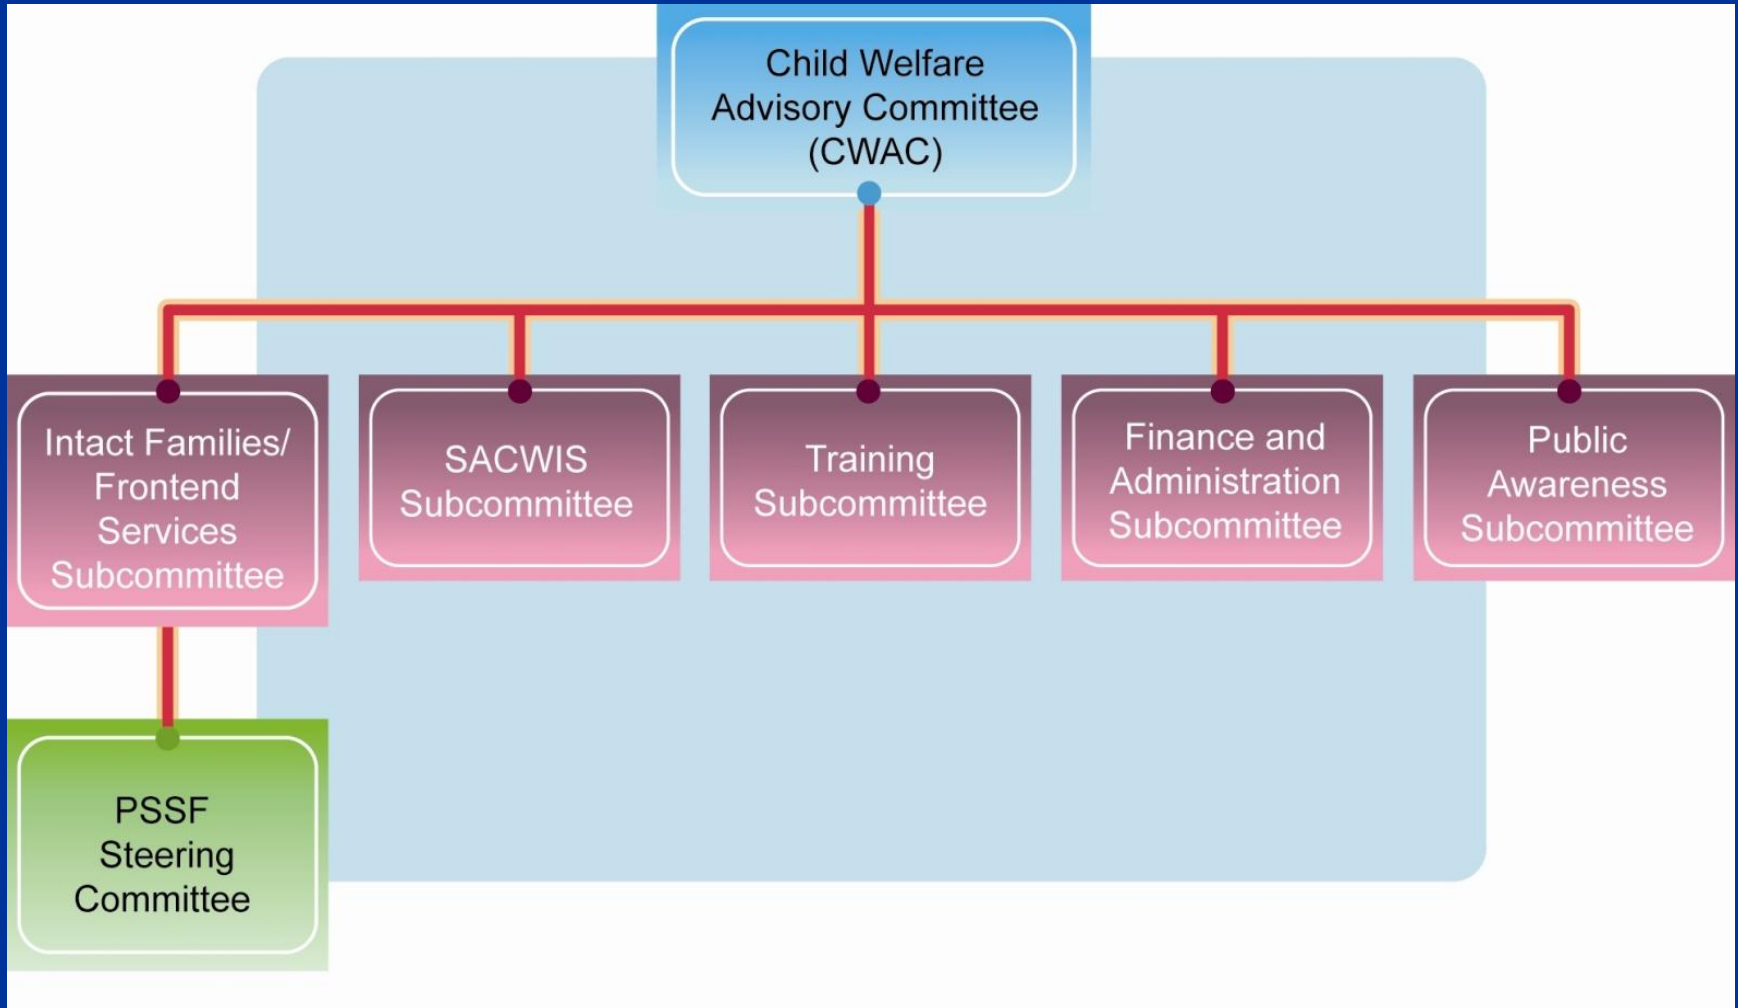 Child Welfare
Advisory Committee
(CWAC)
Intact Families/
Frontend
Services
Subcommittee
SACWIS
Subcommittee
Training
Subcommittee
Finance and
Administration
Subcommittee
Public
Awareness
Subcommittee
PSSF
Steering
Committee